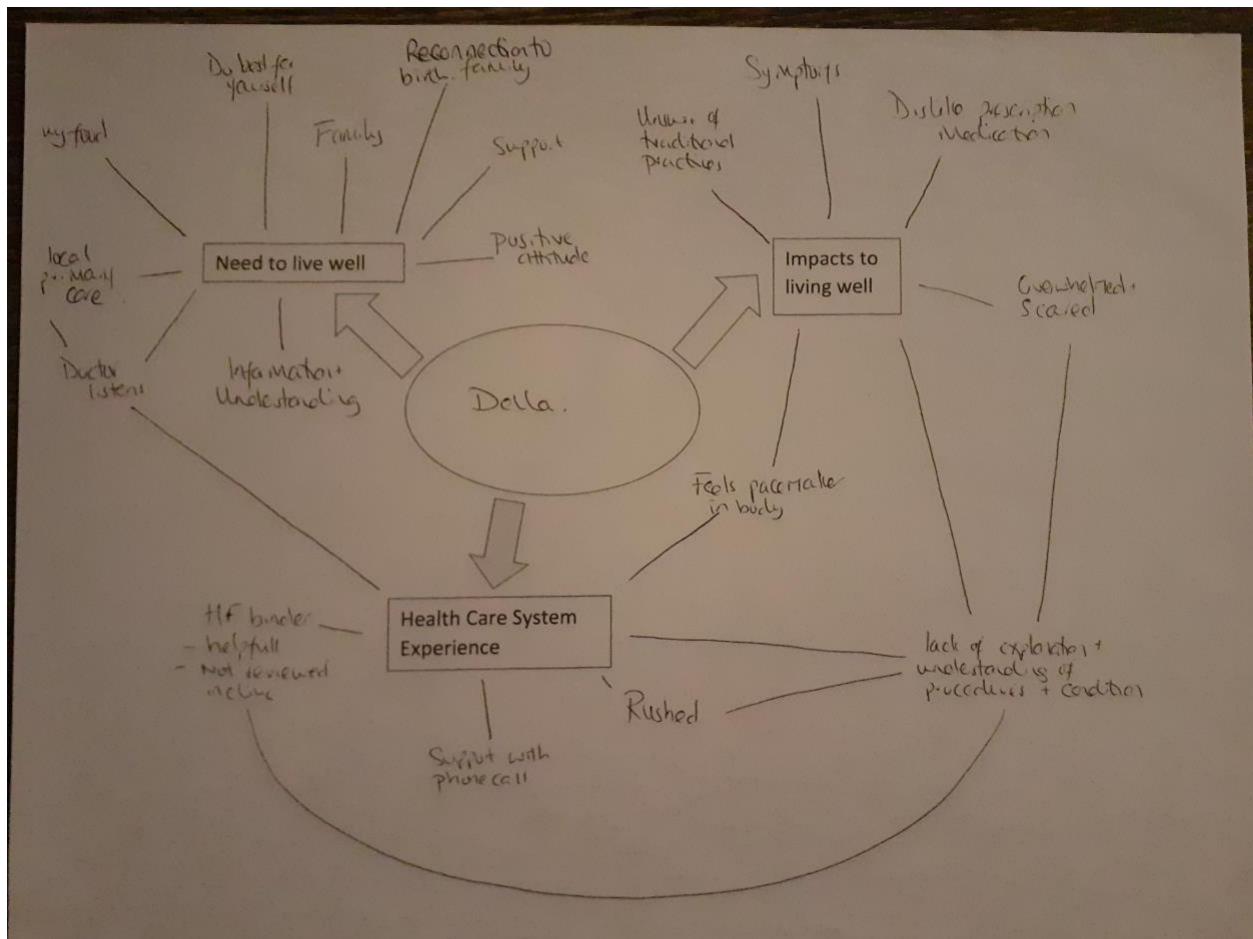 Do best for
yourself
Reconnection to
birth family
Family
Support
positive
attitude
local
primary
care
Doctor
listens
Need to live well
Information +
Understanding
Symptoms
Dislike prescription
Medication
traditional
practices
Impacts to
living well
Overwhelmed +
Scared
Della.
Feels pacemaker
in body
Health Care System
Experience
HF binder
- helpfull
- Not reviewed
in clinic
Support with
phone call
Rushed
lack of explanation +
understanding of
procedures + condition